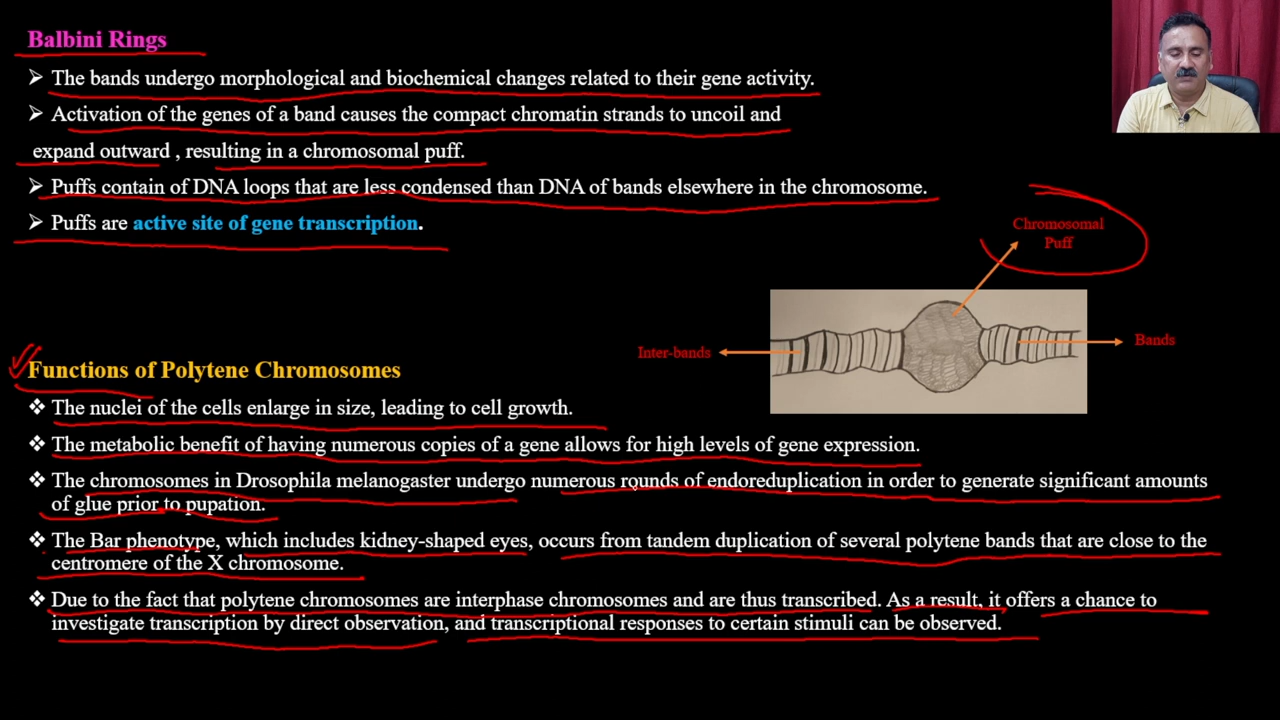 Balbini Rings
➢ The bands undergo morphological and biochemical changes related to their gene activity.
➢ Activation of the genes of a band causes the compact chromatin strands to uncoil and
expand outward , resulting in a chromosomal puff.
➢ Puffs contain of DNA loops that are less condensed than DNA of bands elsewhere in the chromosome.
➢ Puffs are active site of gene transcription.
Chromosomal
Puff
Inter-bands
Bands
Functions of Polytene Chromosomes
❖ The nuclei of the cells enlarge in size, leading to cell growth.
❖ The metabolic benefit of having numerous copies of a gene allows for high levels of gene expression.
❖ The chromosomes in Drosophila melanogaster undergo numerous rounds of endoreduplication in order to generate significant amounts
of glue prior to pupation.
❖ The Bar phenotype, which includes kidney-shaped eyes, occurs from tandem duplication of several polytene bands that are close to the
centromere of the X chromosome.
❖ Due to the fact that polytene chromosomes are interphase chromosomes and are thus transcribed. As a result, it offers a chance to
investigate transcription by direct observation, and transcriptional responses to certain stimuli can be observed.